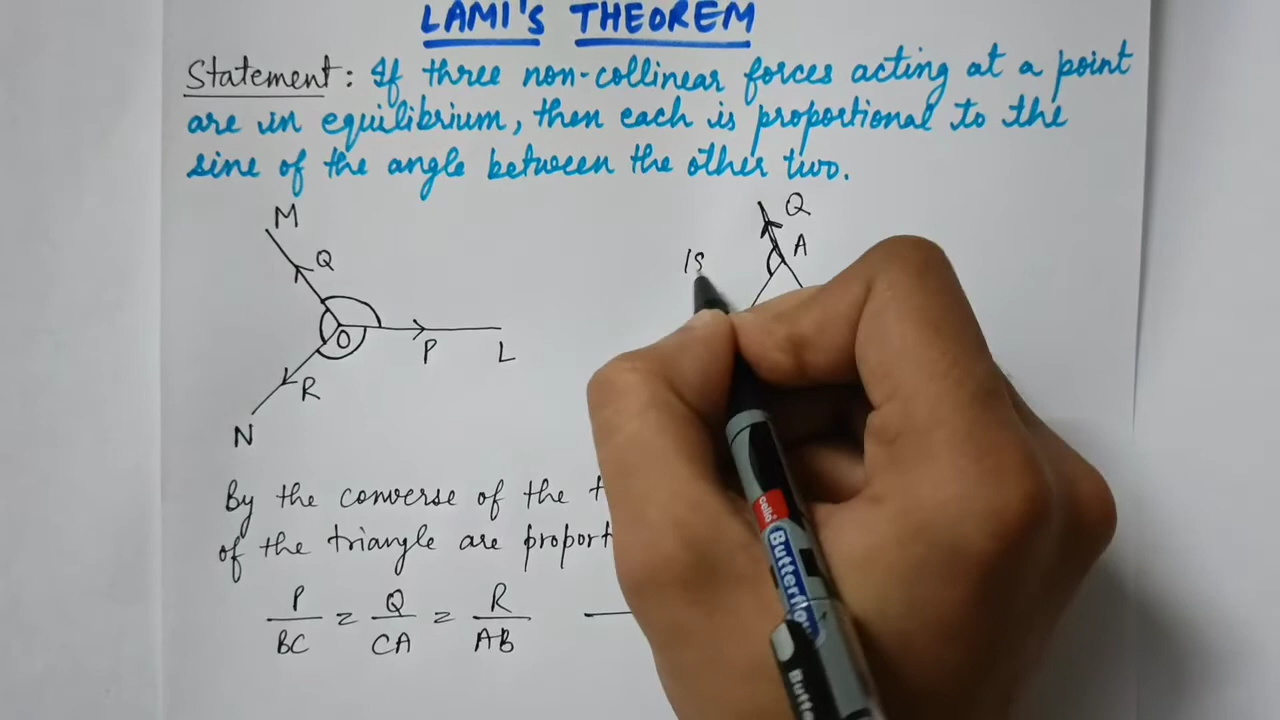 LAMI'S THEOREM
Statement: If three non-collinear forces acting at a point
are in equilibrium, then each is proportional to the
sine of the angle between the other two.
M
Q
Q
A
18
O
P
L
R
N
By the converse of the
of the triangle are
P/BC = Q/CA = R/AB
cello
Butterflow